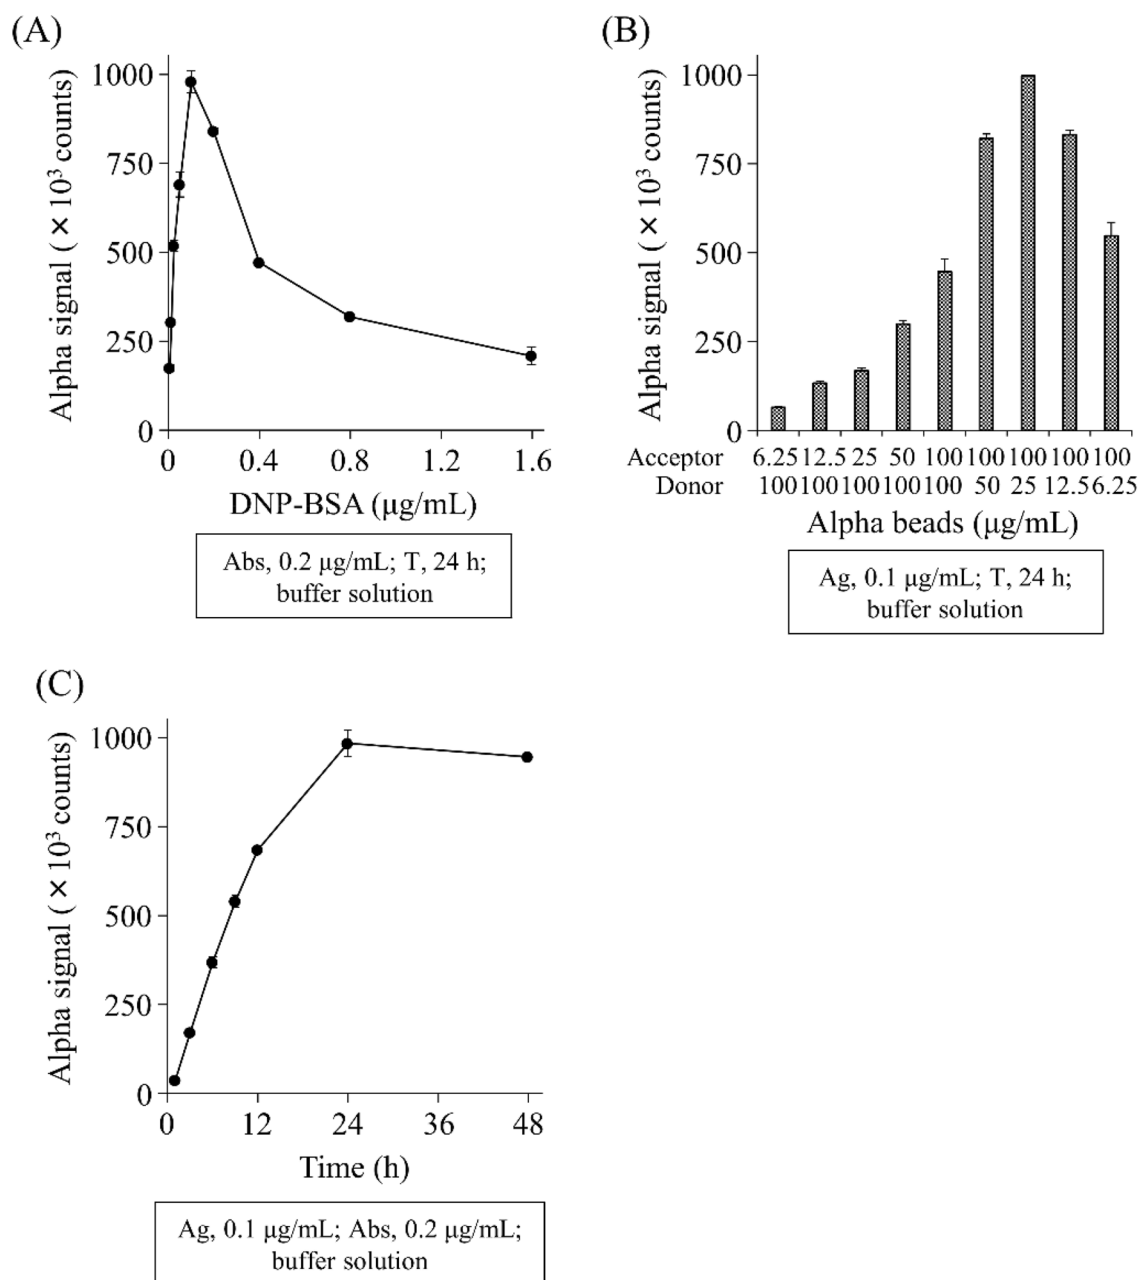 (A)
Alpha signal (×10³ counts)
1000
750
500
250
0
0 0.4 0.8 1.2 1.6
DNP-BSA (μg/mL)
Abs, 0.2 μg/mL; T, 24 h;
buffer solution
(B)
Alpha signal (×10³ counts)
1000
750
500
250
0
Acceptor 6.25 12.5 25 50 100 100 100 100 100
Donor 100 100 100 100 100 50 25 12.5 6.25
Alpha beads (μg/mL)
Ag, 0.1 μg/mL; T, 24 h;
buffer solution
(C)
Alpha signal (×10³ counts)
1000
750
500
250
0
0 12 24 36 48
Time (h)
Ag, 0.1 μg/mL; Abs, 0.2 μg/mL;
buffer solution